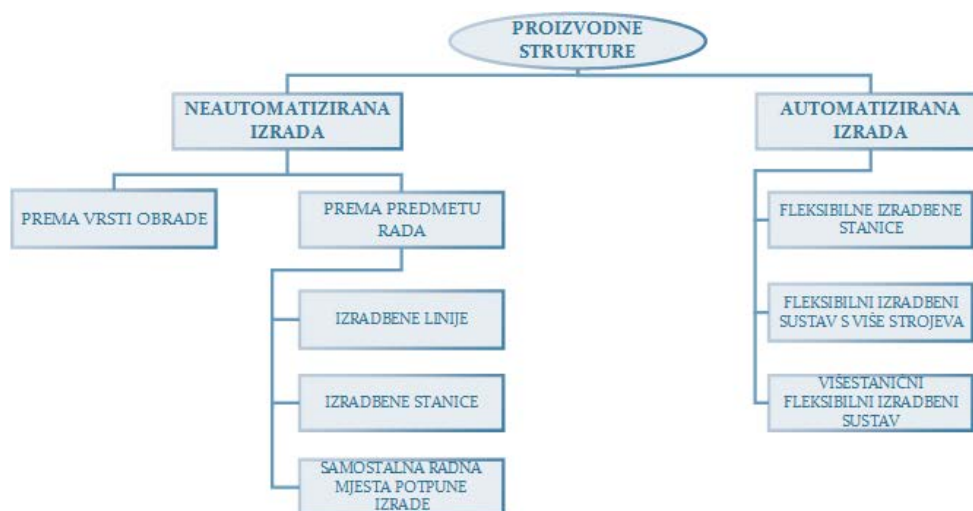 PROIZVODNE
STRUKTURE
NEAUTOMATIZIRANA
IZRADA
AUTOMATIZIRANA
IZRADA
PREMA VRSTI OBRADE
PREMA PREDMETU
RADA
IZRADBENE LINIJE
IZRADBENE STANICE
SAMOSTALNA RADNA
MJESTA POTPUNE
IZRADE
FLEKSIBILNE IZRADBENE
STANICE
FLEKSIBILNI IZRADBENI
SUSTAV S VIŠE STROJEVA
VIŠESTANIČNI
FLEKSIBILNI IZRADBENI
SUSTAV